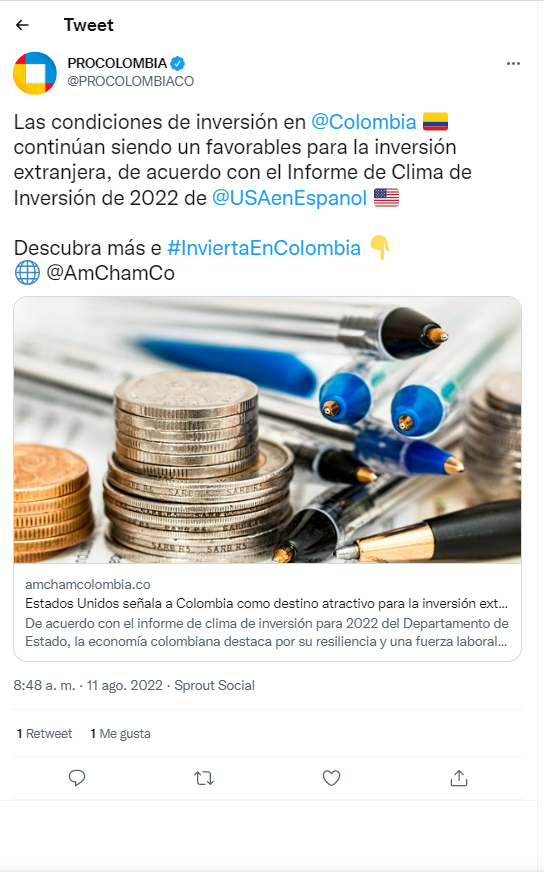 Tweet
PROCOLOMBIA
@PROCOLOMBIACO
Las condiciones de inversión en @Colombia
continúan siendo un favorables para la inversión
extranjera, de acuerdo con el Informe de Clima de
Inversión de 2022 de @USAenEspanol
Descubra más e #InviertaEnColombia
@AmChamCo
amchamcolombia.co
Estados Unidos señala a Colombia como destino atractivo para la inversión ext...
De acuerdo con el informe de clima de inversión para 2022 del Departamento de
Estado, la economía colombiana destaca por su resiliencia y una fuerza laboral...
8:48 a. m. · 11 ago. 2022 · Sprout Social
1 Retweet 1 Me gusta